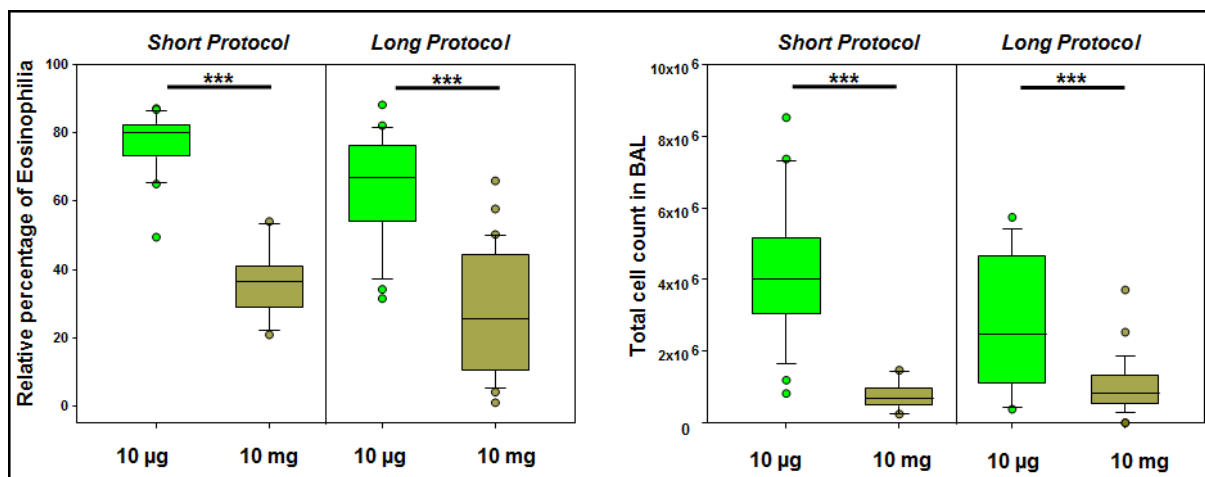 Short Protocol Long Protocol
***
***
100
80
60
40
20
0
Relative percentage of Eosinophilia
10 µg 10 mg 10 µg 10 mg
Short Protocol Long Protocol
***
***
10x10⁶
8x10⁶
6x10⁶
4x10⁶
2x10⁶
0
Total cell count in BAL
10 µg 10 mg 10 µg 10 mg